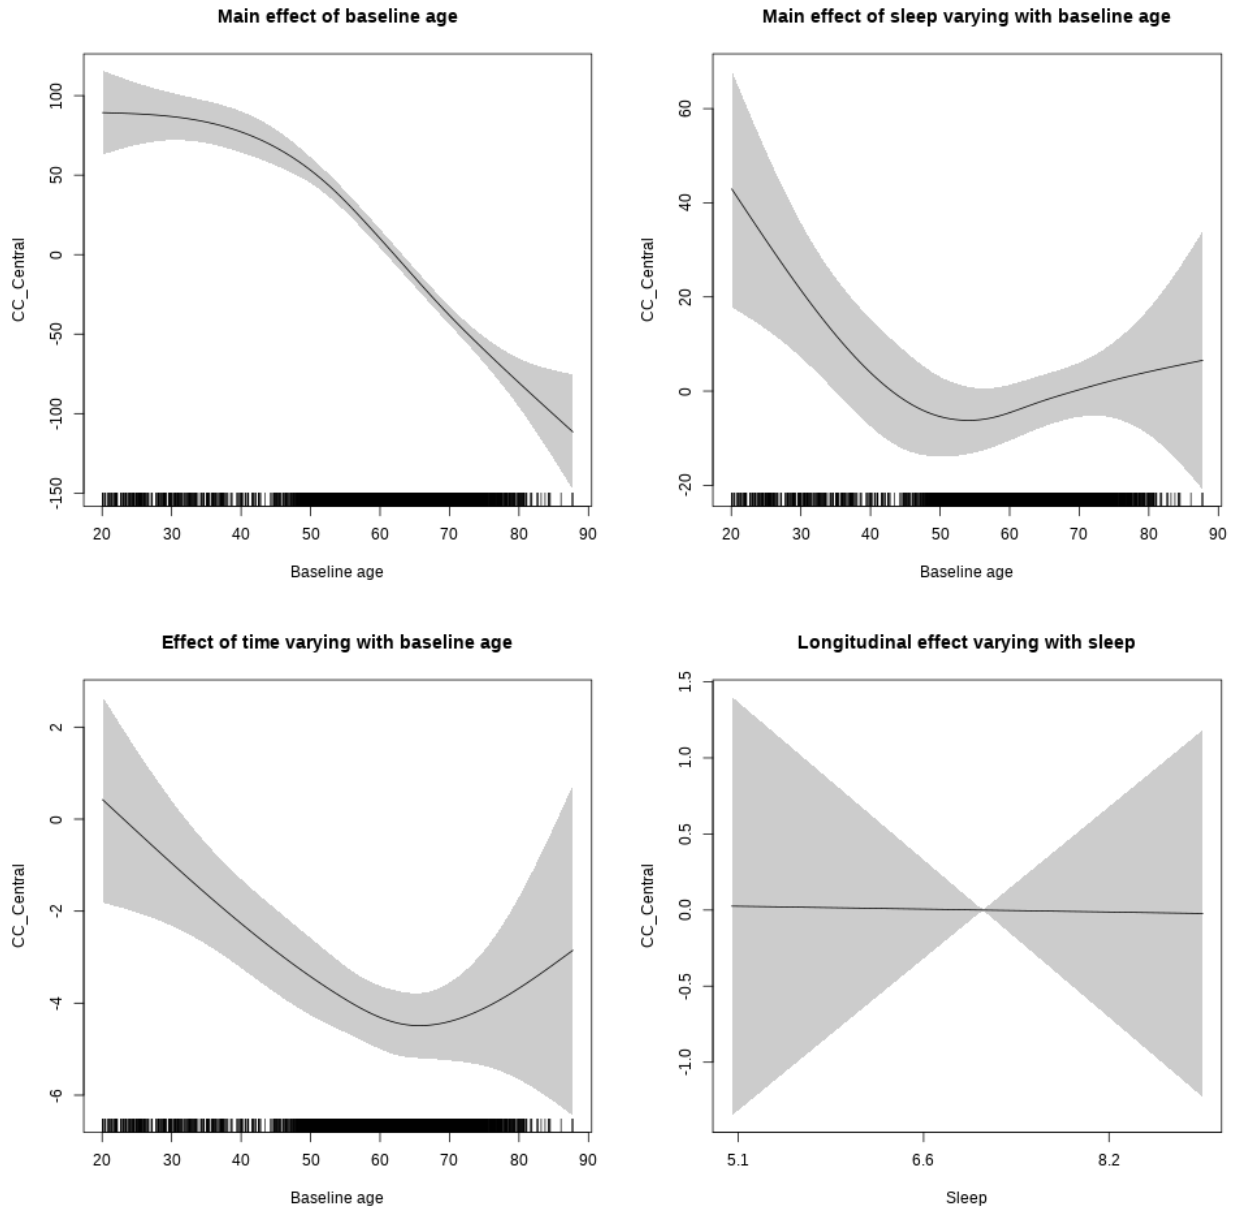 Main effect of baseline age
CC_Central
100
50
0
-50
-100
-150
20 30 40 50 60 70 80 90
Baseline age
Main effect of sleep varying with baseline age
CC_Central
60
40
20
0
-20
20 30 40 50 60 70 80 90
Baseline age
Effect of time varying with baseline age
CC_Central
2
0
-2
-4
-6
20 30 40 50 60 70 80 90
Baseline age
Longitudinal effect varying with sleep
CC_Central
1.5
1.0
0.5
0.0
-0.5
-1.0
5.1 6.6 8.2
Sleep